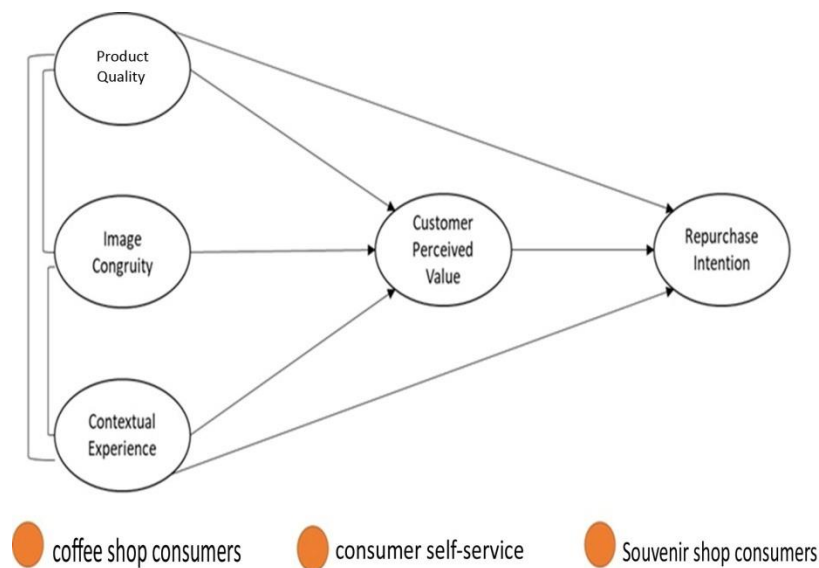 Product
Quality
Image
Congruity
Customer
Perceived
Value
Repurchase
Intention
Contextual
Experience
coffee shop consumers
consumer self-service
Souvenir shop consumers